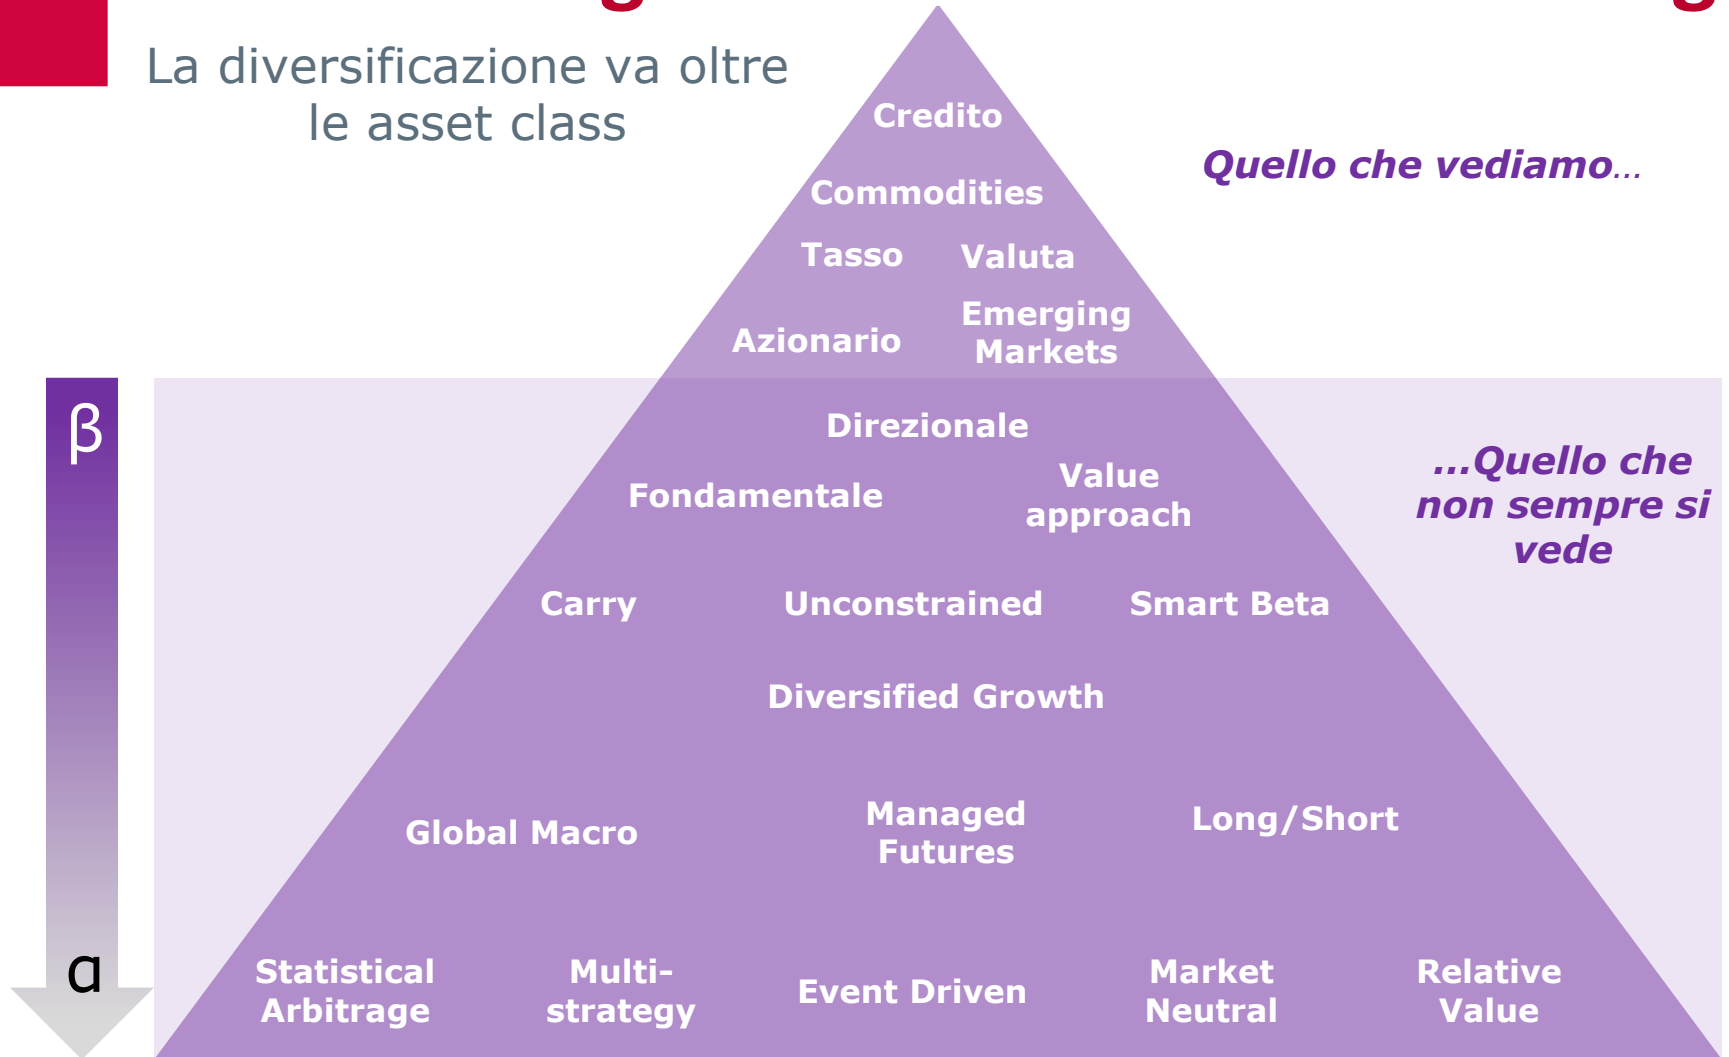 La diversificazione va oltre
le asset class
Credito
Quello che vediamo...
Commodities
Tasso Valuta
Emerging
Markets
Azionario
β
Direzionale
Fondamentale
Value
approach
...Quello che
non sempre si
vede
Carry Unconstrained Smart Beta
Diversified Growth
Global Macro
Managed
Futures
Long/Short
α
Statistical
Arbitrage
Multi-
strategy
Event Driven
Market
Neutral
Relative
Value